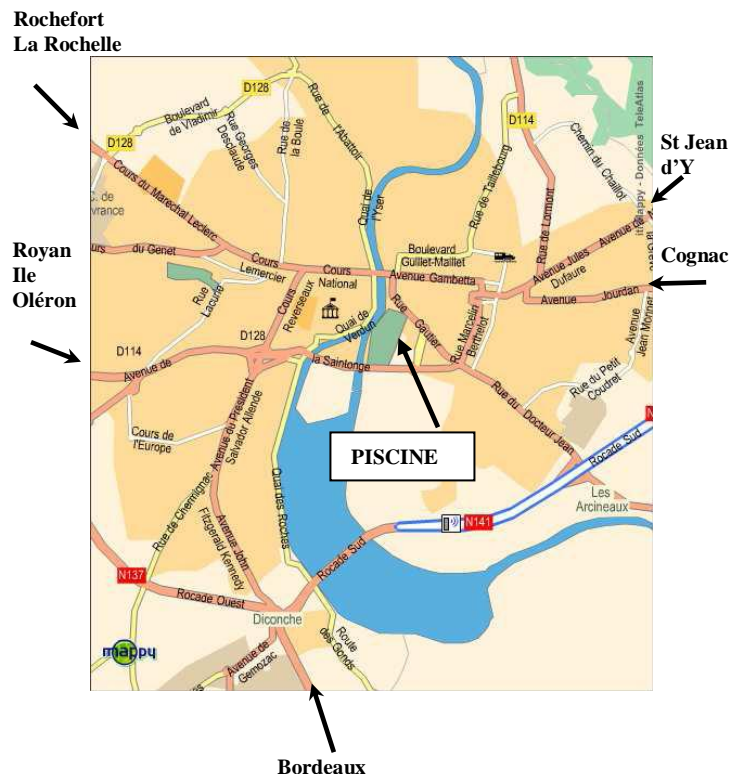 Rochefort
La Rochelle
St Jean
d'Y
Cognac
Royan
Ile
Oléron
PISCINE
Bordeaux
D128
D128
D114
Boulevard
de Vladimir
Rue Georges
Desclaude
Rue de
la Boule
Rue de
l'Abattoir
Quai de
l'Yser
Rue de Taillebourg
Chemin du Chaillot
Rue de Lormont
Cours du Marechal Leclerc
du Genet
Cours
Lemercier
Cours
National
Boulevard
Guillet-Maillet
Avenue Gambetta
Avenue Jules
Dufaure
Avenue de
Avenue Jourdan
Avenue
Jean Monnet
Rue
Lacurie
Cours
Reverseaux
Quai de
Verdun
Rue Gautier
Rue Marcelin
Berthelot
D128
D114
Avenue de
la Saintonge
Rue du Petit
Coudret
Rue du Docteur Jean
Cours de
l'Europe
Avenue du Président
Salvador Allende
Rue de Chermignac
Avenue John
Fitzgerald Kennedy
Quai des Roches
Rocade Sud
N141
Rocade Sud
Les
Arcineaux
N137
Rocade Ouest
Diconche
Route
des Gonds
Avenue de
Gemozac
mappy
Mappy - Données TeleAtlas